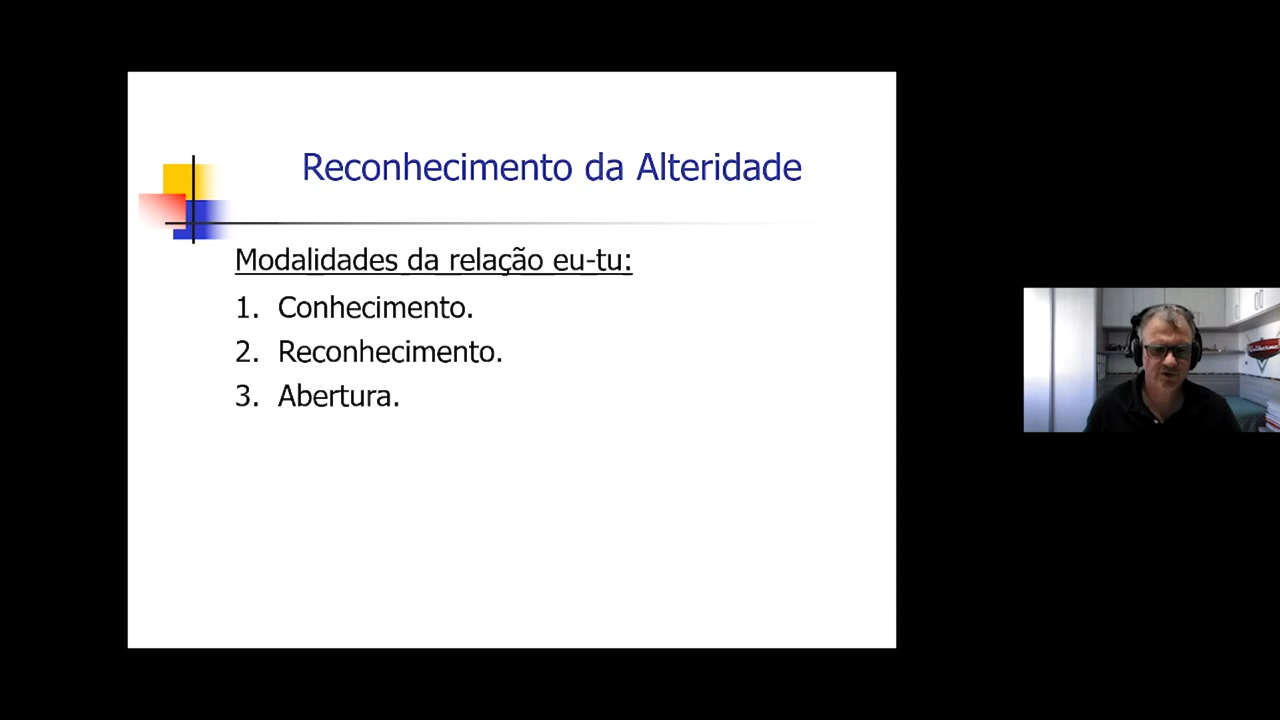 Reconhecimento da Alteridade
Modalidades da relação eu-tu:
1. Conhecimento.
2. Reconhecimento.
3. Abertura.